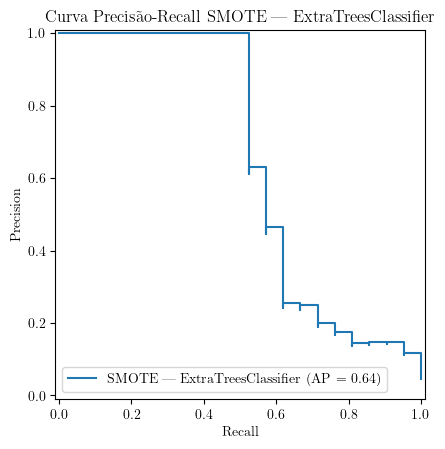 Curva Precisão-Recall SMOTE — ExtraTreesClassifier
1.0
0.8
0.6
0.4
0.2
0.0
Precision
SMOTE — ExtraTreesClassifier (AP = 0.64)
0.0 0.2 0.4 0.6 0.8 1.0
Recall